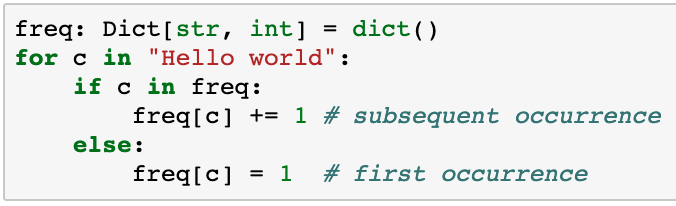 freq: Dict[str, int] = dict()
for c in "Hello world":
    if c in freq:
        freq[c] += 1 # subsequent occurrence
    else:
        freq[c] = 1  # first occurrence